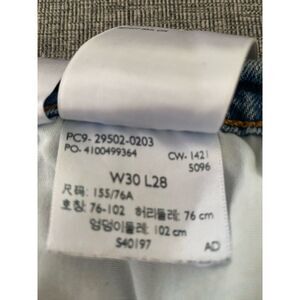 PC9- 29502-0203
PO- 4100499364
CW- 1421
S096
W30 L28
尺码: 155/76A
호칭: 76-102 허리둘레: 76 cm
엉덩이둘레: 102 cm
S40197
AD